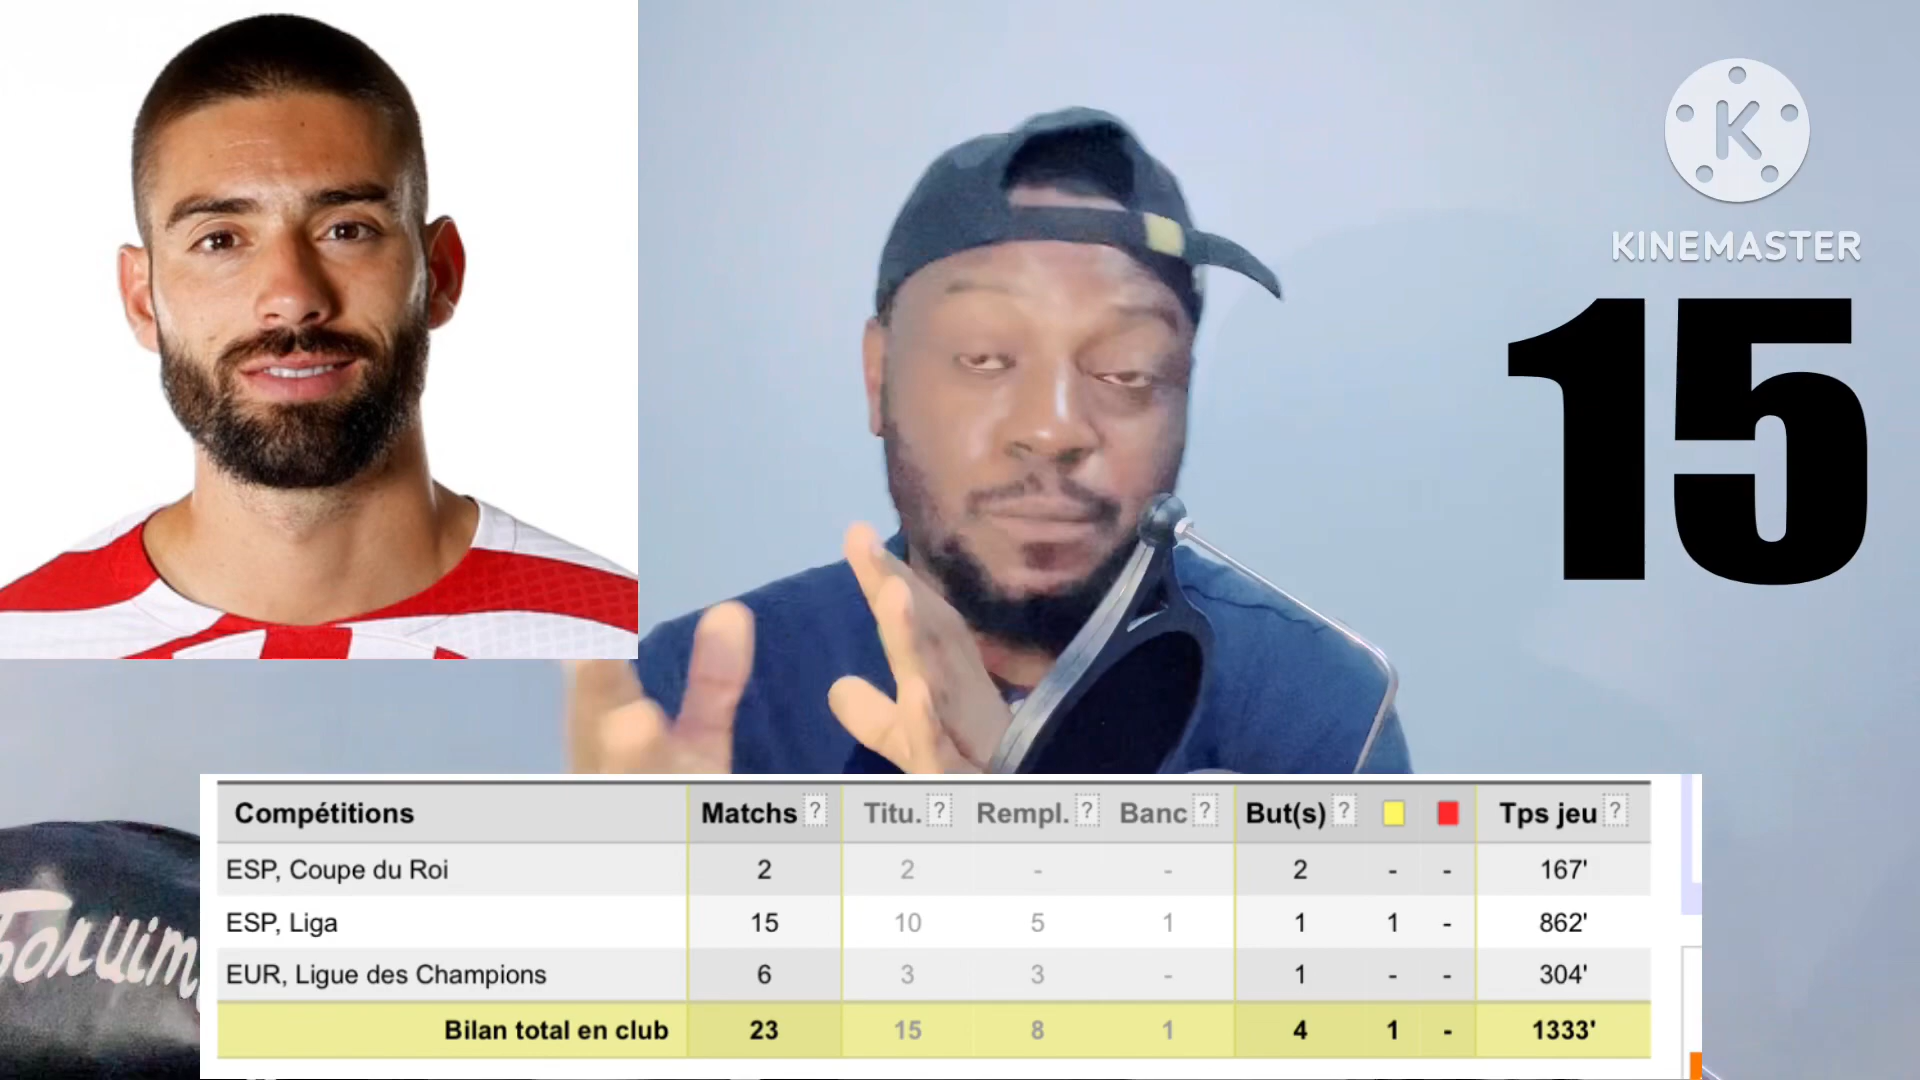 K
KINEMASTER
15
Compétitions Matchs ? Titu. ? Rempl. ? Banc ? But(s) ? Tps jeu ?
ESP, Coupe du Roi 2 2 - - 2 - - 167'
ESP, Liga 15 10 5 1 1 1 - 862'
EUR, Ligue des Champions 6 3 3 - 1 - - 304'
Bilan total en club 23 15 8 1 4 1 - 1333'